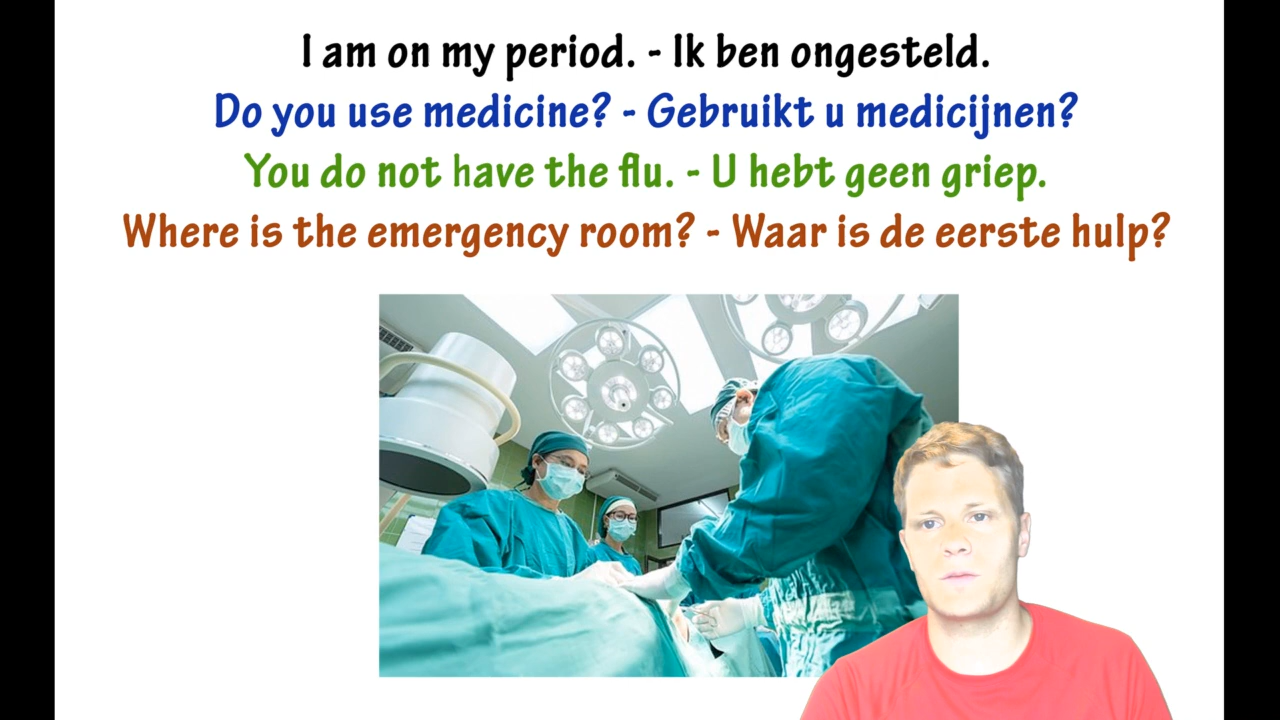 I am on my period. - Ik ben ongesteld.
Do you use medicine? - Gebruikt u medicijnen?
You do not have the flu. - U hebt geen griep.
Where is the emergency room? - Waar is de eerste hulp?